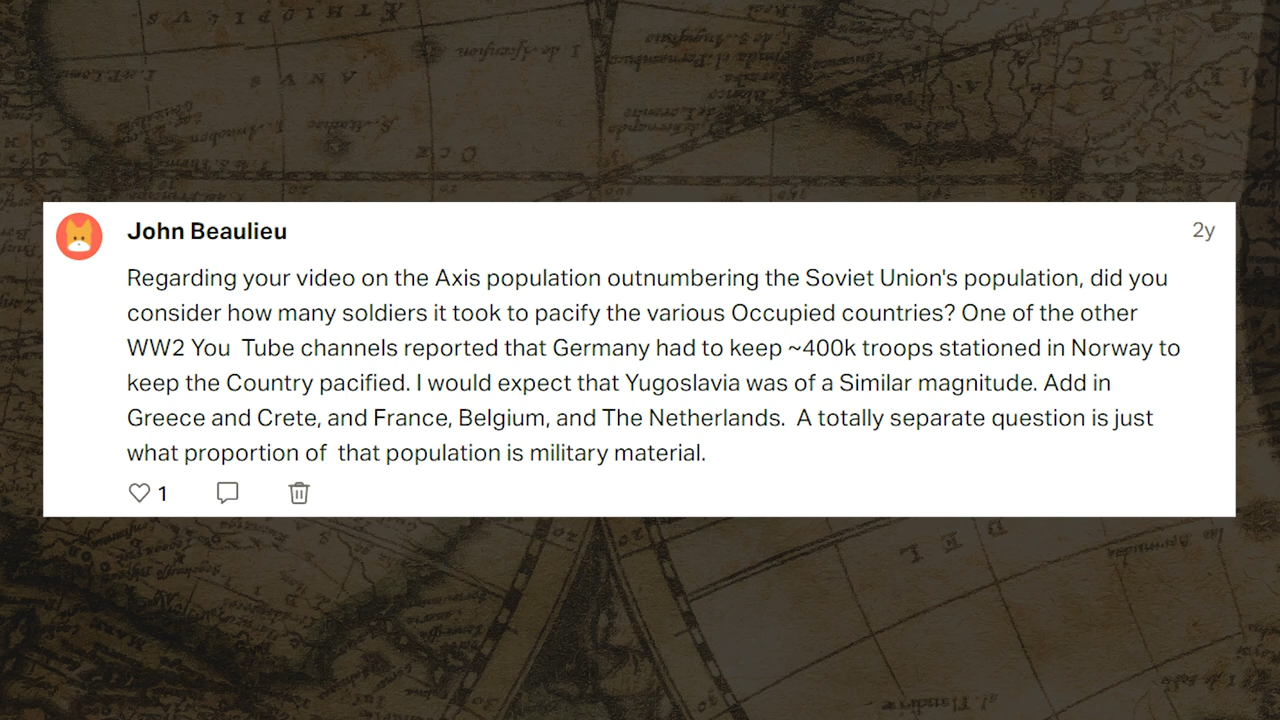 John Beaulieu
2y
Regarding your video on the Axis population outnumbering the Soviet Union's population, did you
consider how many soldiers it took to pacify the various Occupied countries? One of the other
WW2 You  Tube channels reported that Germany had to keep ~400k troops stationed in Norway to
keep the Country pacified. I would expect that Yugoslavia was of a Similar magnitude. Add in
Greece and Crete, and France, Belgium, and The Netherlands.  A totally separate question is just
what proportion of  that population is military material.
1